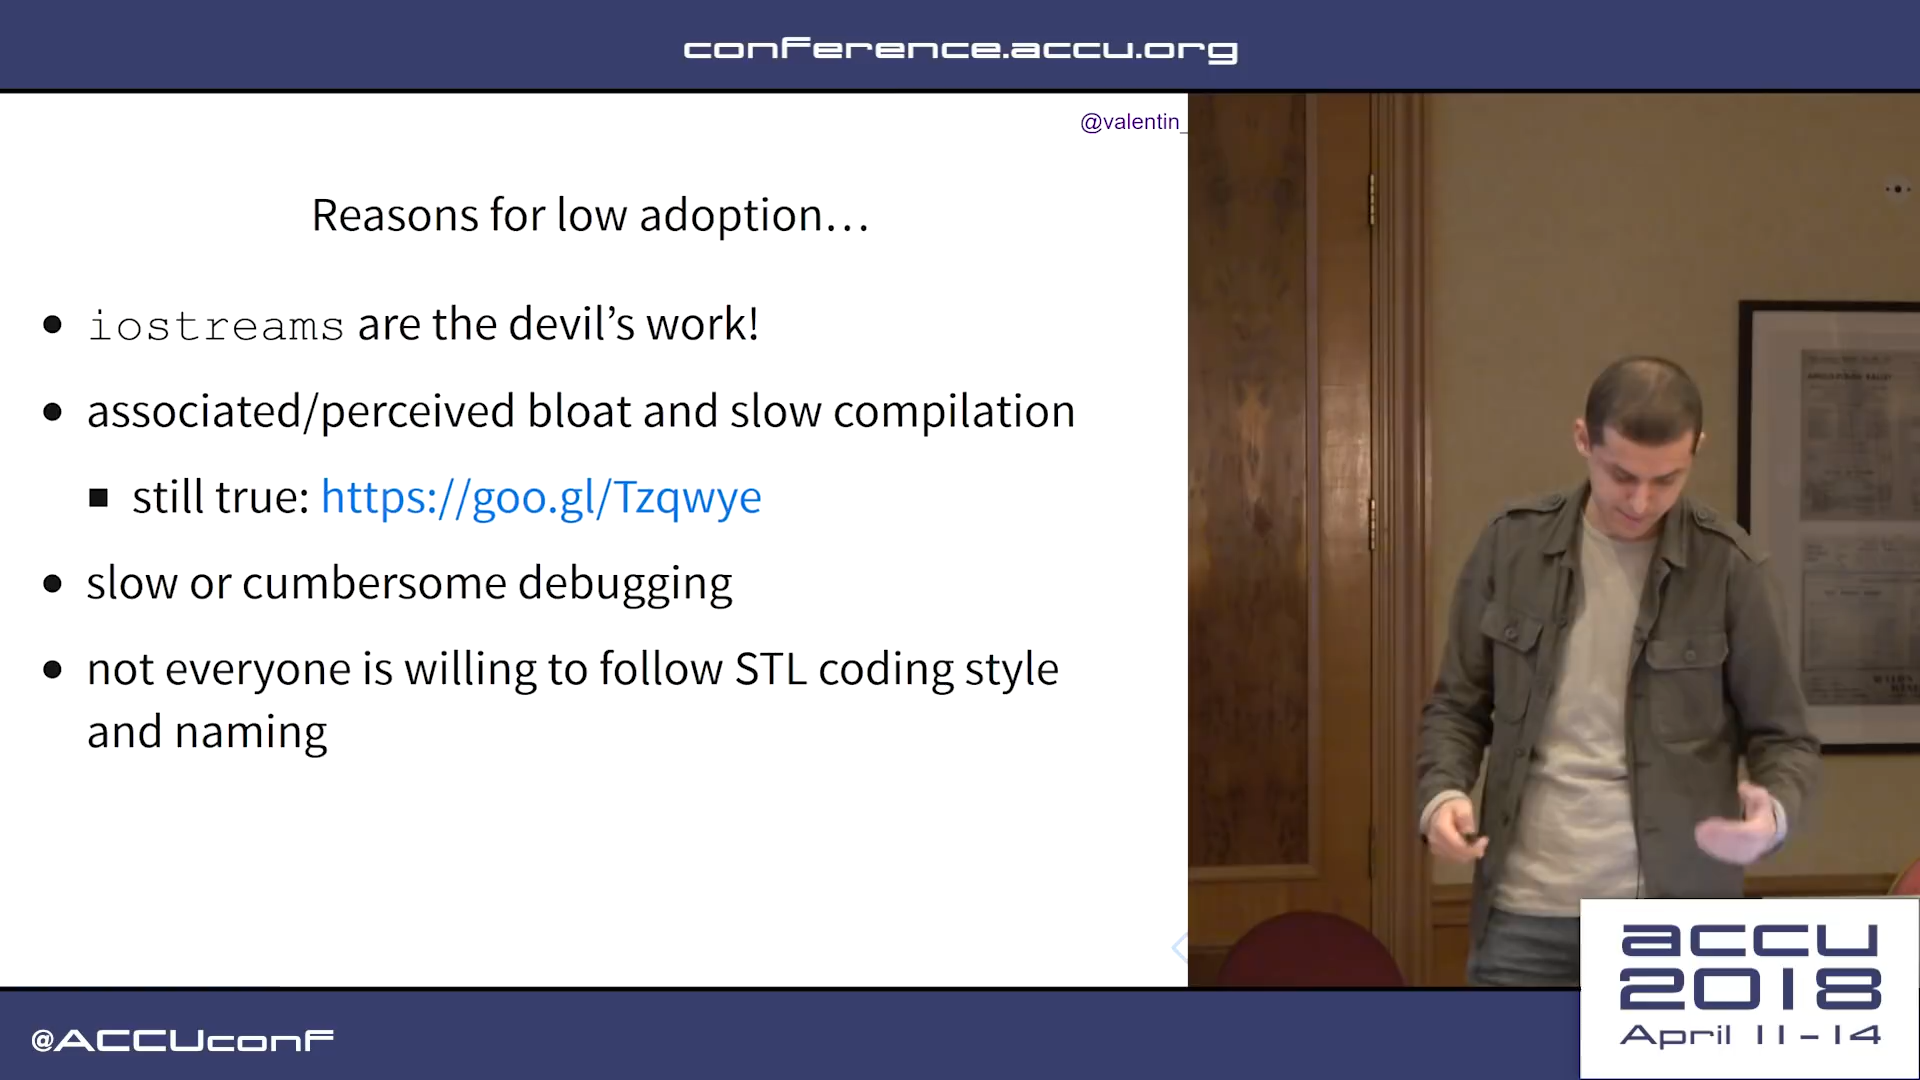 conference.accu.org
@valentin_
Reasons for low adoption…
• iostreams are the devil’s work!
• associated/perceived bloat and slow compilation
▪ still true: https://goo.gl/Tzqwye
• slow or cumbersome debugging
• not everyone is willing to follow STL coding style
and naming
@ACCUconf
accu
2018
April 11-14